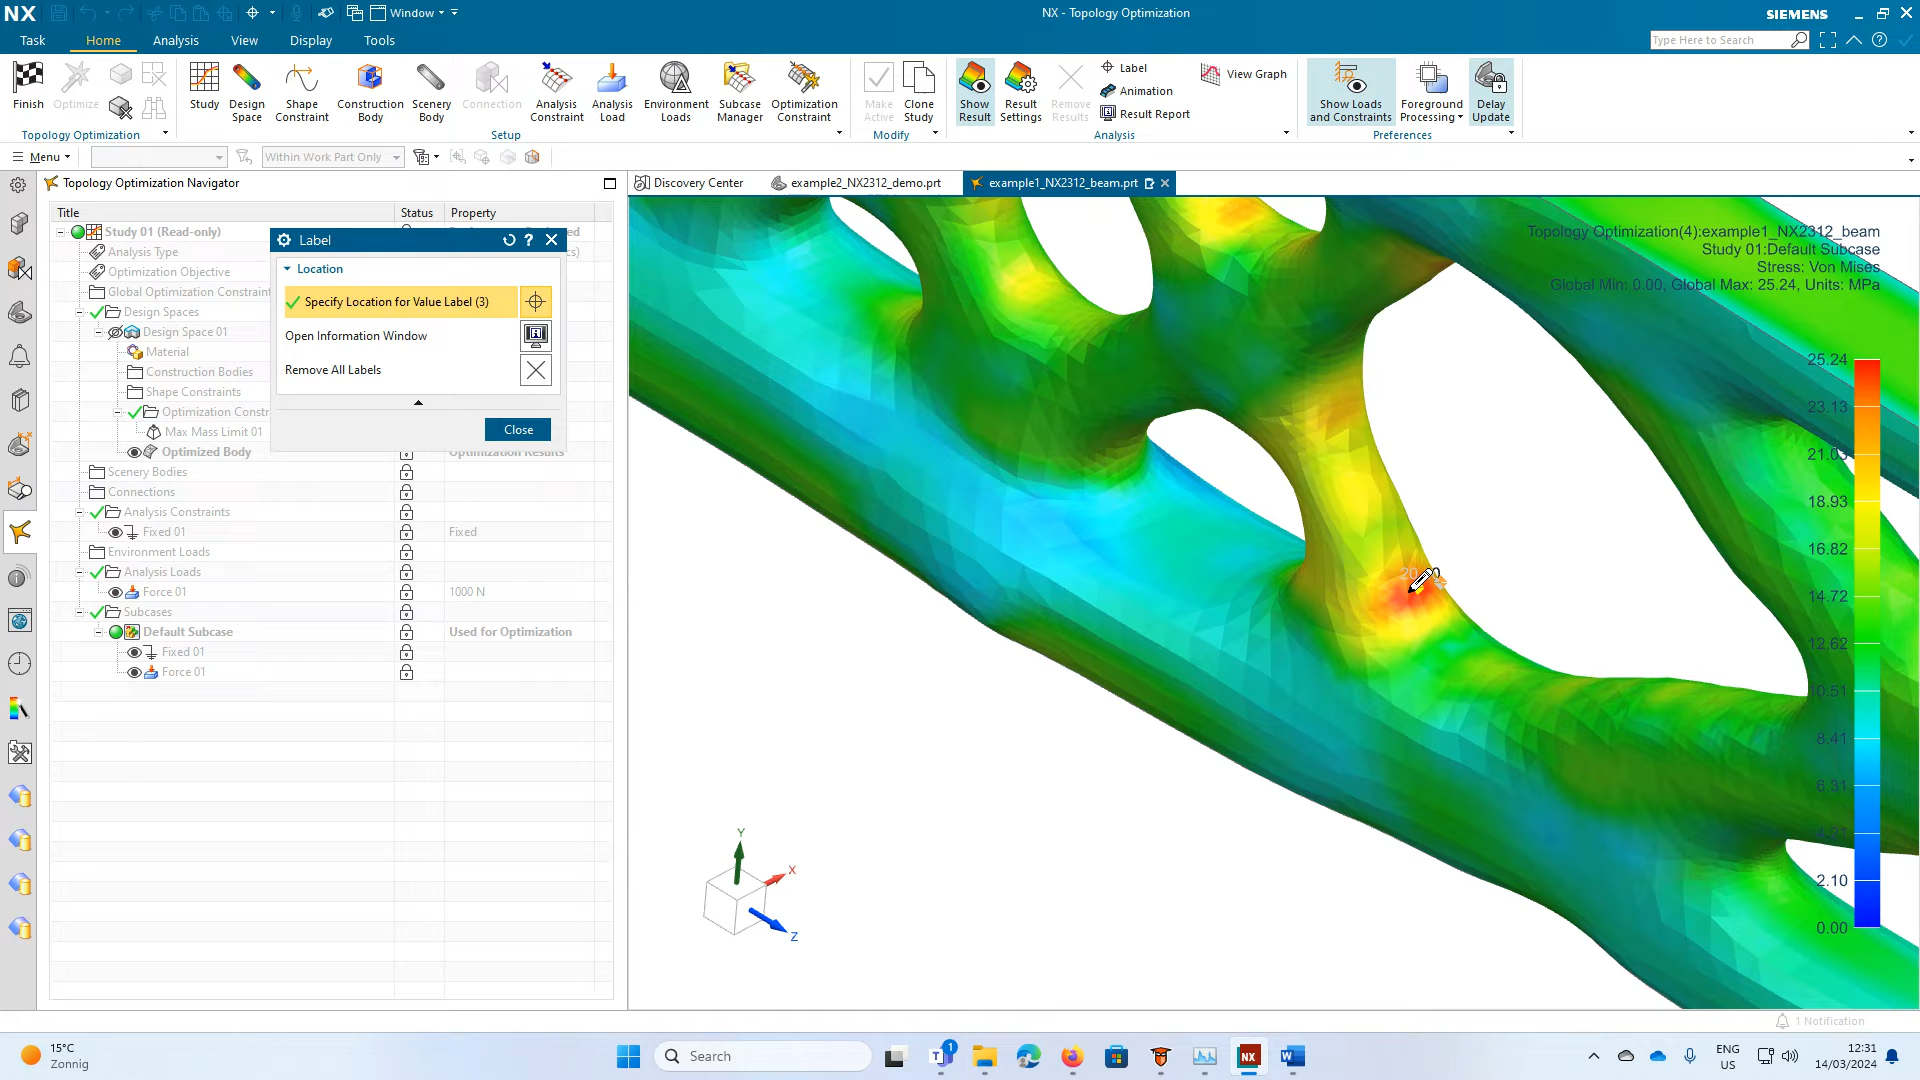 NX
Window
NX - Topology Optimization
SIEMENS
Task
Home
Analysis
View
Display
Tools
Type Here to Search
Finish
Optimize
Topology Optimization
Study
Design Space
Shape Constraint
Construction Body
Scenery Body
Connection
Analysis Constraint
Analysis Load
Environment Loads
Subcase Manager
Optimization Constraint
Setup
Make Active
Clone Study
Modify
Show Result
Result Settings
Remove Results
Label
Animation
Result Report
View Graph
Analysis
Show Loads and Constraints
Foreground Processing
Delay Update
Preferences
Menu
Within Work Part Only
Topology Optimization Navigator
Discovery Center
example2_NX2312_demo.prt
example1_NX2312_beam.prt
Title
Status
Property
Study 01 (Read-only)
Analysis Type
Optimization Objective
Global Optimization Constraint
Design Spaces
Design Space 01
Material
Construction Bodies
Shape Constraints
Optimization Constr
Max Mass Limit 01
Optimized Body
Optimization Results
Scenery Bodies
Connections
Analysis Constraints
Fixed 01
Fixed
Environment Loads
Analysis Loads
Force 01
1000 N
Subcases
Default Subcase
Used for Optimization
Fixed 01
Force 01
Label
Location
Specify Location for Value Label (3)
Open Information Window
Remove All Labels
Close
Topology Optimization(4):example1_NX2312_beam
Study 01:Default Subcase
Stress: Von Mises
Global Min: 0.00, Global Max: 25.24, Units: MPa
25.24
23.13
21.03
18.93
16.82
14.72
12.62
10.51
8.41
6.31
4.21
2.10
0.00
Y
X
Z
1 Notification
15°C
Zonnig
Search
1
NX
ENG
US
12:31
14/03/2024